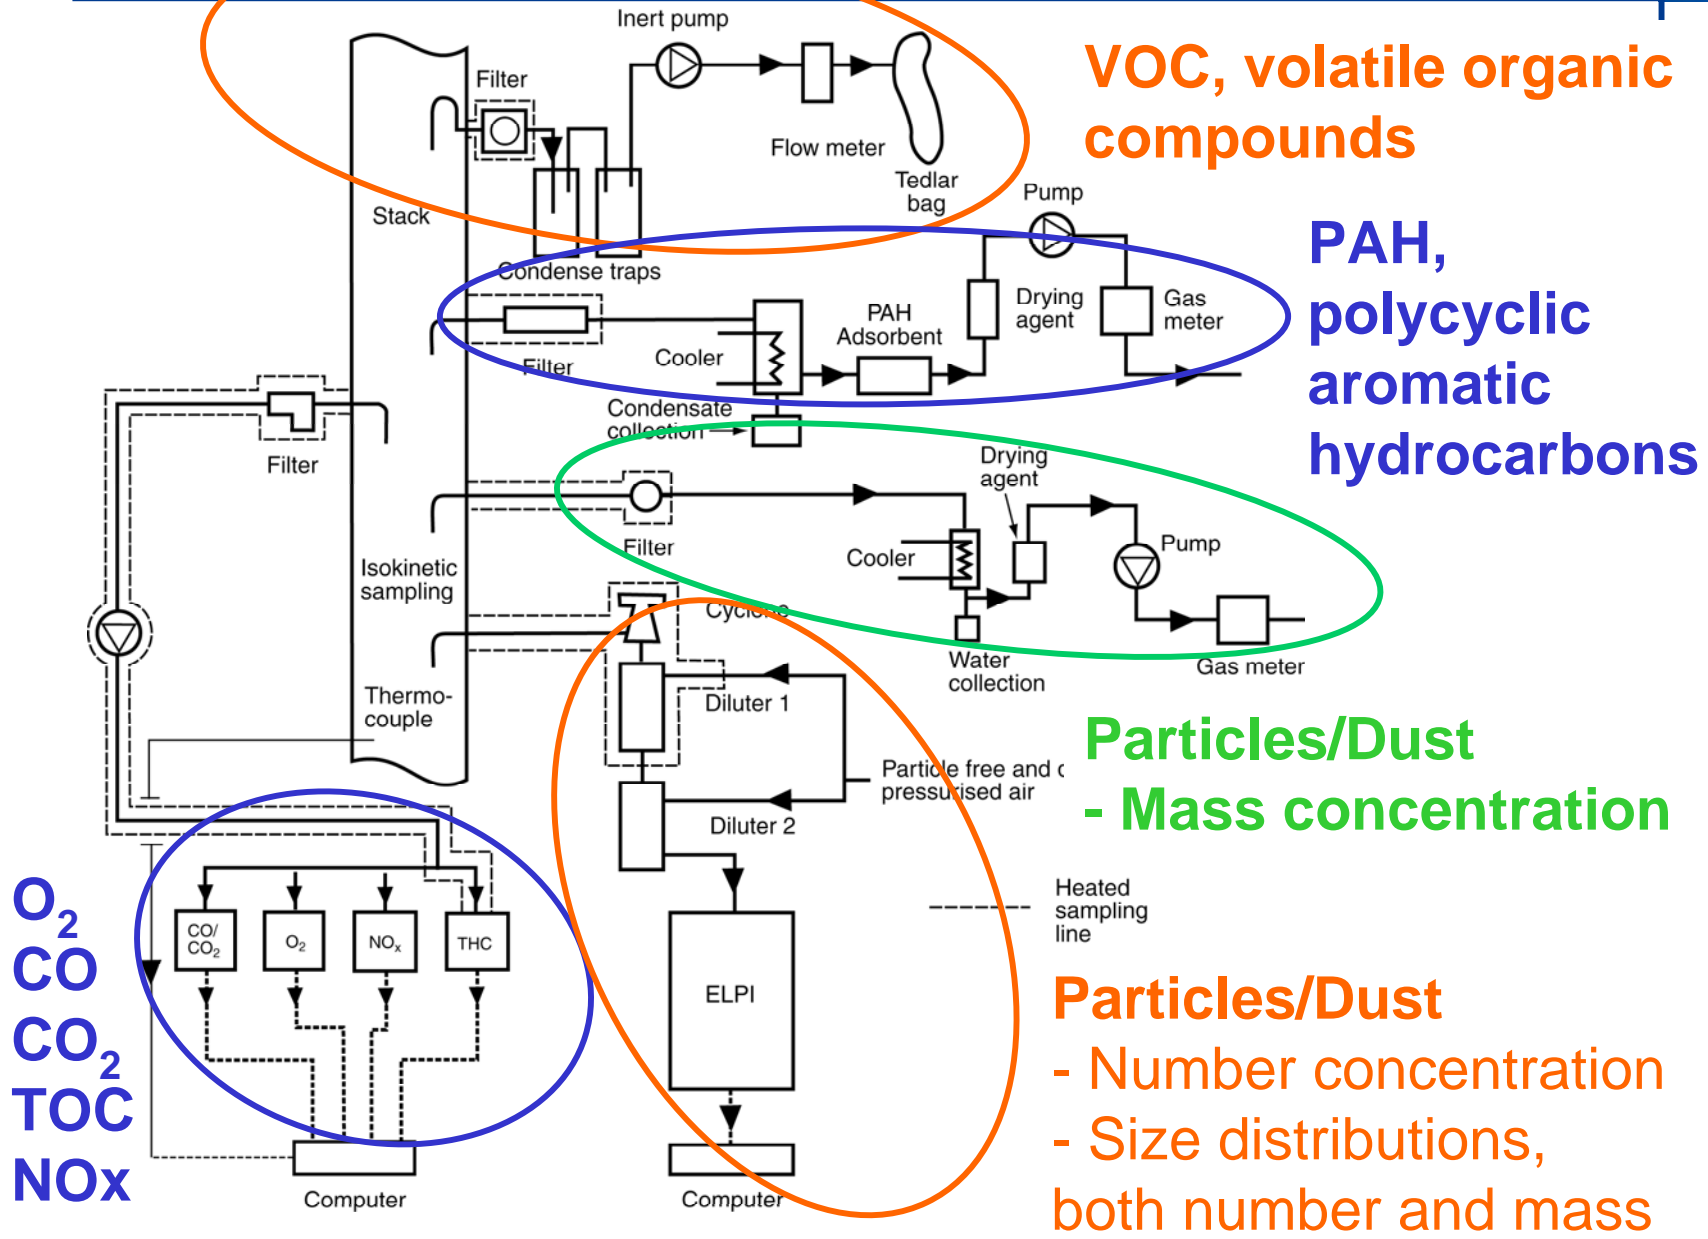 Inert pump
VOC, volatile organic
compounds
Filter
Flow meter
Tedlar
bag
Pump
Stack
PAH,
polycyclic
aromatic
hydrocarbons
Condense traps
Drying
agent
Gas
meter
PAH
Adsorbent
Cooler
Filter
Condensate
collection
Filter
Drying
agent
Filter
Cooler
Pump
Isokinetic
sampling
Cyclone
Water
collection
Gas meter
Thermo-
couple
Diluter 1
Particles/Dust
- Mass concentration
Particle free and
pressurised air
Diluter 2
Heated
sampling
line
O2
CO
CO2
TOC
NOx
CO/
CO2
O2
NOx
THC
ELPI
Particles/Dust
- Number concentration
- Size distributions,
both number and mass
Computer
Computer